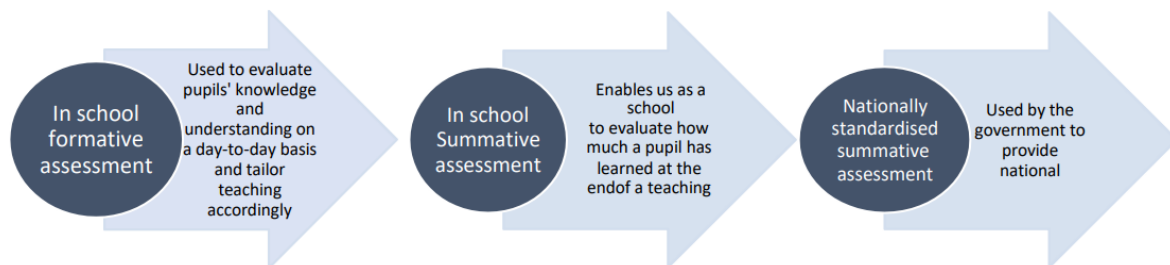 In school
formative
assessment
Used to evaluate
pupils' knowledge
and
understanding on
a day-to-day basis
and tailor
teaching
accordingly
In school
Summative
assessment
Enables us as a
school
to evaluate how
much a pupil has
learned at the
endof a teaching
Nationally
standardised
summative
assessment
Used by the
government to
provide
national